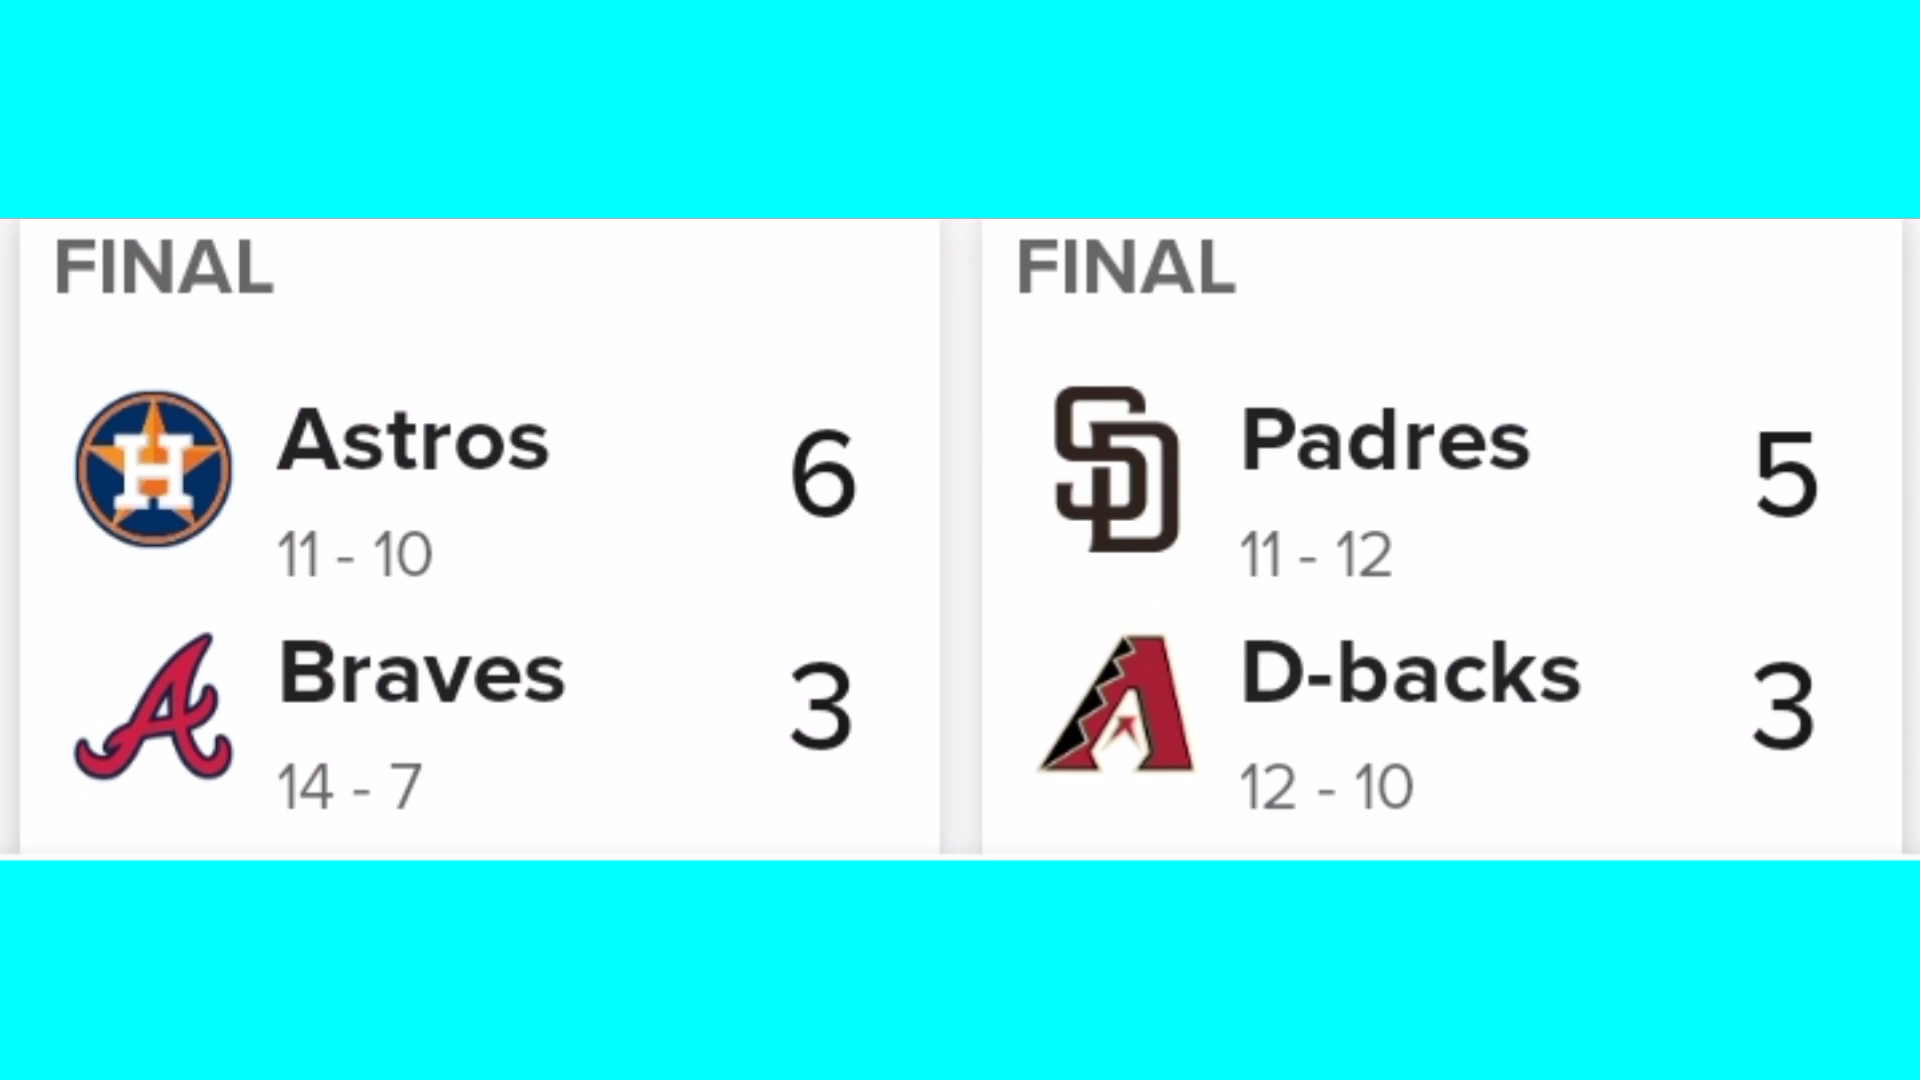 FINAL
Astros 6
11 - 10
Braves 3
14 - 7
FINAL
Padres 5
11 - 12
D-backs 3
12 - 10